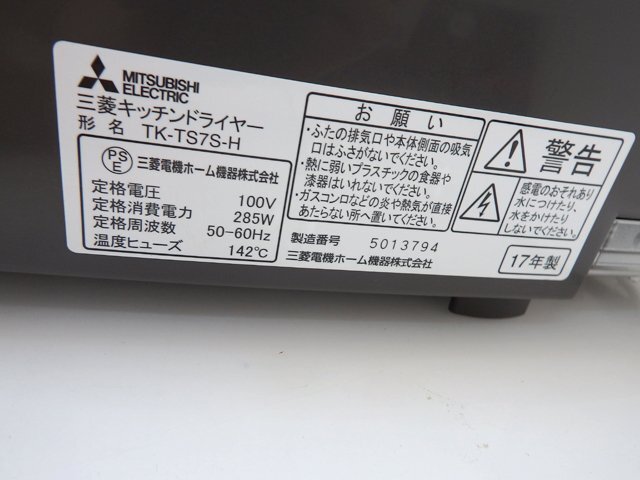 MITSUBISHI
ELECTRIC
三菱キッチンドライヤー
形 名 TK-TS7S-H
PS
E 三菱電機ホーム機器株式会社
定格電圧 100V
定格消費電力 285W
定格周波数 50-60Hz
温度ヒューズ 142℃
お 願 い
・ふたの排気口や本体側面の吸気
口はふさがないでください。
・熱に弱いプラスチックの食器や
漆器はいれないでください。
・ガスコンロなどの炎や熱気が直接
あたらない所へ置いてください。
製造番号 5013794
三菱電機ホーム機器株式会社
警告
感電のおそれあり
水につけたり、
水をかけたり
しないでください。
17年製